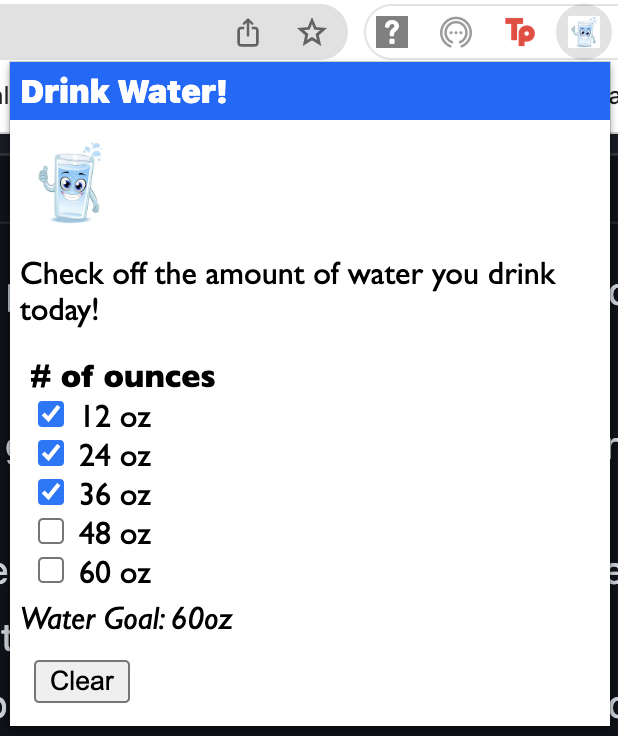 ?
Tp
Drink Water!
Check off the amount of water you drink
today!
# of ounces
12 oz
24 oz
36 oz
48 oz
60 oz
Water Goal: 60oz
Clear